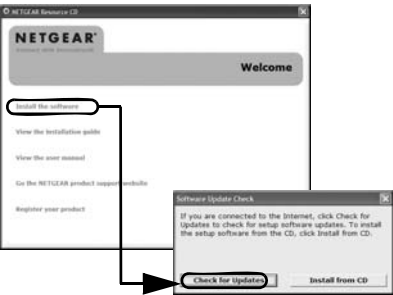 NETGEAR Resource CD
NETGEAR®
Connect With Innovation™
Welcome
Install the software
View the installation guide
View the user manual
Go the NETGEAR product support website
Register your product
Software Update Check
If you are connected to the Internet, click Check for
Updates to check for setup software updates. To install
the setup software from the CD, click Install from CD.
Check for Updates
Install from CD